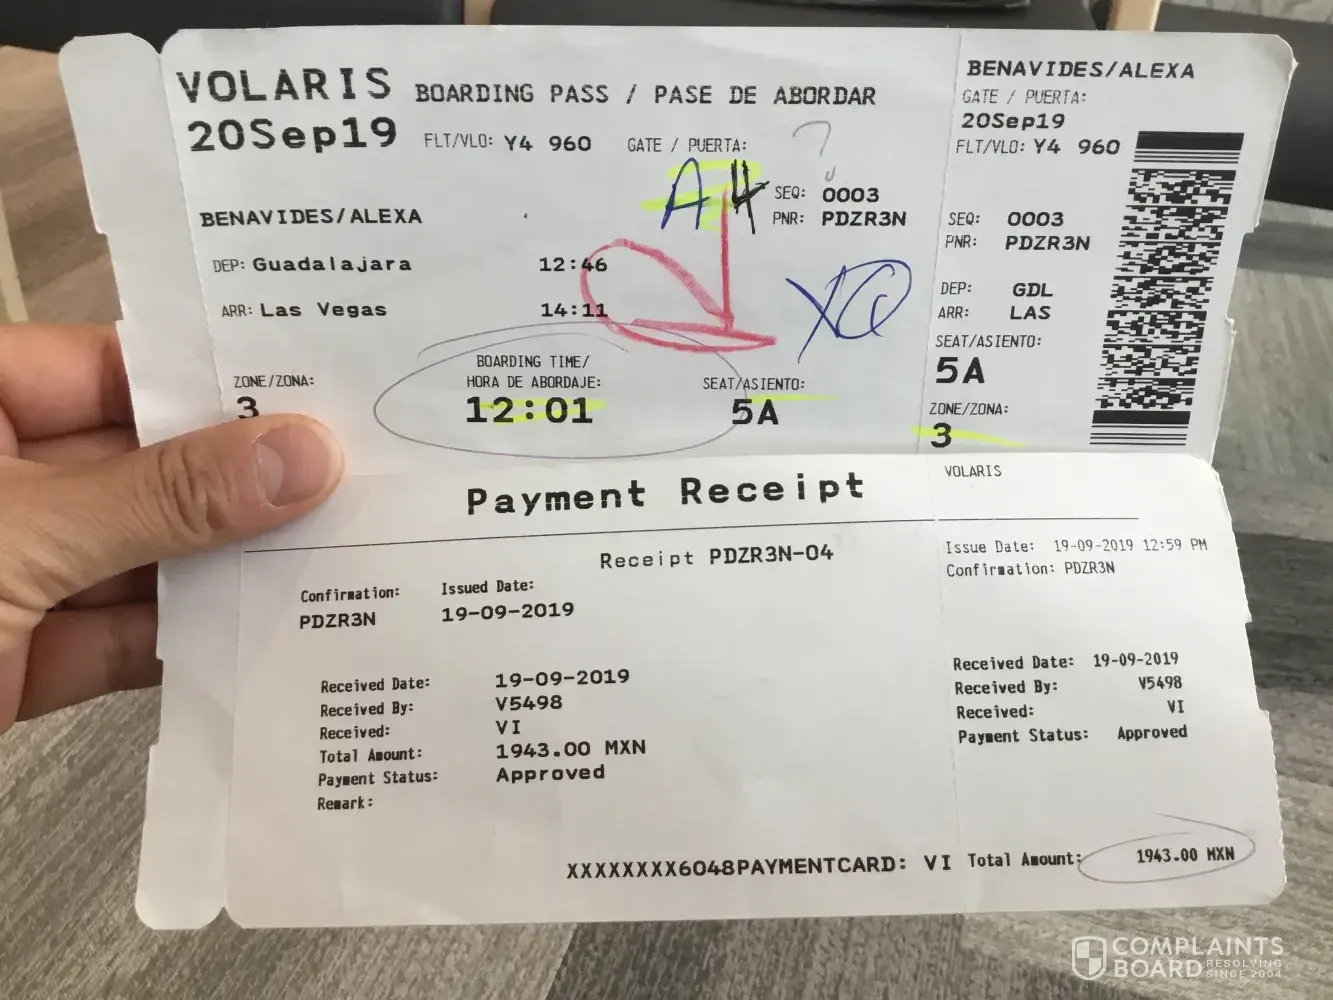 VOLARIS BOARDING PASS / PASE DE ABORDAR
20Sep19 FLT/VLO: Y4 960 GATE / PUERTA: ?
A 4
SEQ: 0003
PNR: PDZR3N
BENAVIDES/ALEXA
DEP: Guadalajara 12:46
ARR: Las Vegas 14:11
BOARDING TIME/
ZONE/ZONA: HORA DE ABORDAJE: SEAT/ASIENTO:
3 12:01 5A
BENAVIDES/ALEXA
GATE / PUERTA:
20Sep19
FLT/VLO: Y4 960
SEQ: 0003
PNR: PDZR3N
DEP: GDL
ARR: LAS
SEAT/ASIENTO:
5A
ZONE/ZONA:
3
Payment Receipt
Receipt PDZR3N-04
Confirmation: Issued Date:
PDZR3N 19-09-2019
Received Date: 19-09-2019
Received By: V5498
Received: VI
Total Amount: 1943.00 MXN
Payment Status: Approved
Remark:
XXXXXXXX6048PAYMENTCARD: VI
VOLARIS
Issue Date: 19-09-2019 12:59 PM
Confirmation: PDZR3N
Received Date: 19-09-2019
Received By: V5498
Received: VI
Payment Status: Approved
Total Amount: 1943.00 MXN
COMPLAINTS
BOARD RESOLVING
SINCE 2004